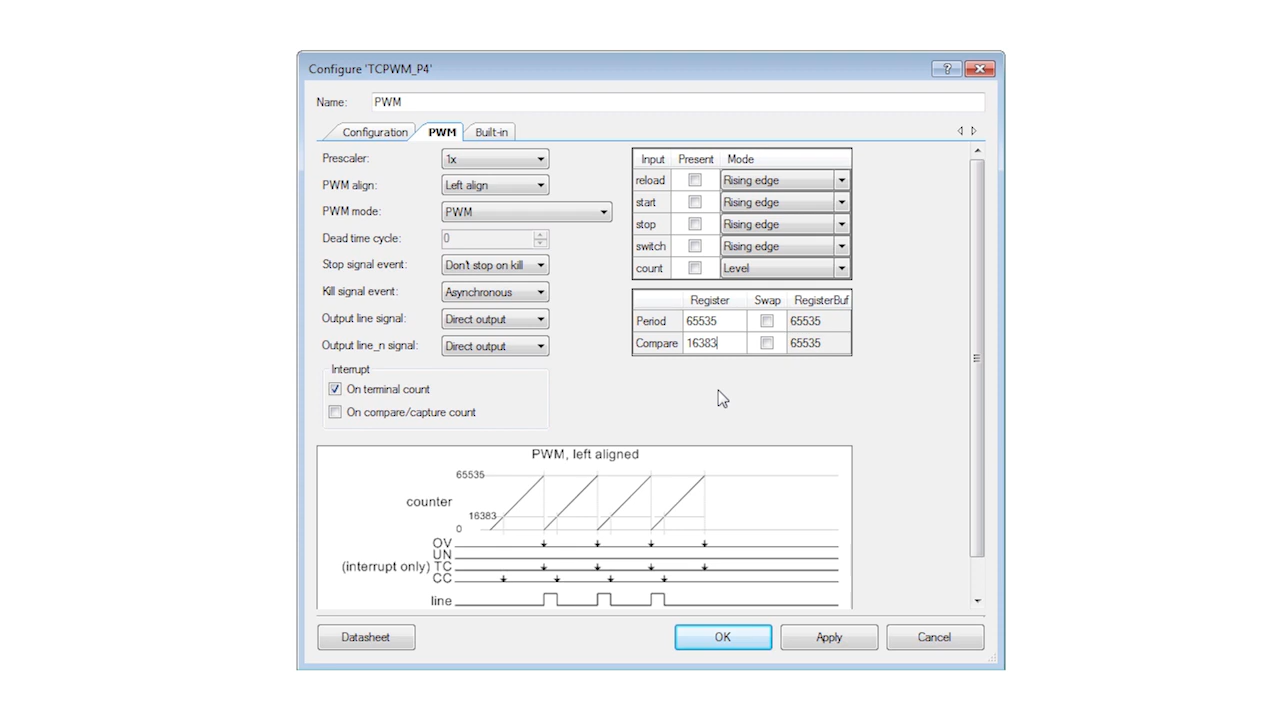 Configure 'TCPWM_P4'
Name: PWM
Configuration PWM Built-in
Prescaler: 1x
PWM align: Left align
PWM mode: PWM
Dead time cycle: 0
Stop signal event: Don't stop on kill
Kill signal event: Asynchronous
Output line signal: Direct output
Output line_n signal: Direct output
Interrupt
On terminal count
On compare/capture count
Input Present Mode
reload Rising edge
start Rising edge
stop Rising edge
switch Rising edge
count Level
Register Swap RegisterBuf
Period 65535 65535
Compare 16383 65535
PWM, left aligned
65535
counter
16383
0
OV
UN
(interrupt only) TC
CC
line
Datasheet OK Apply Cancel